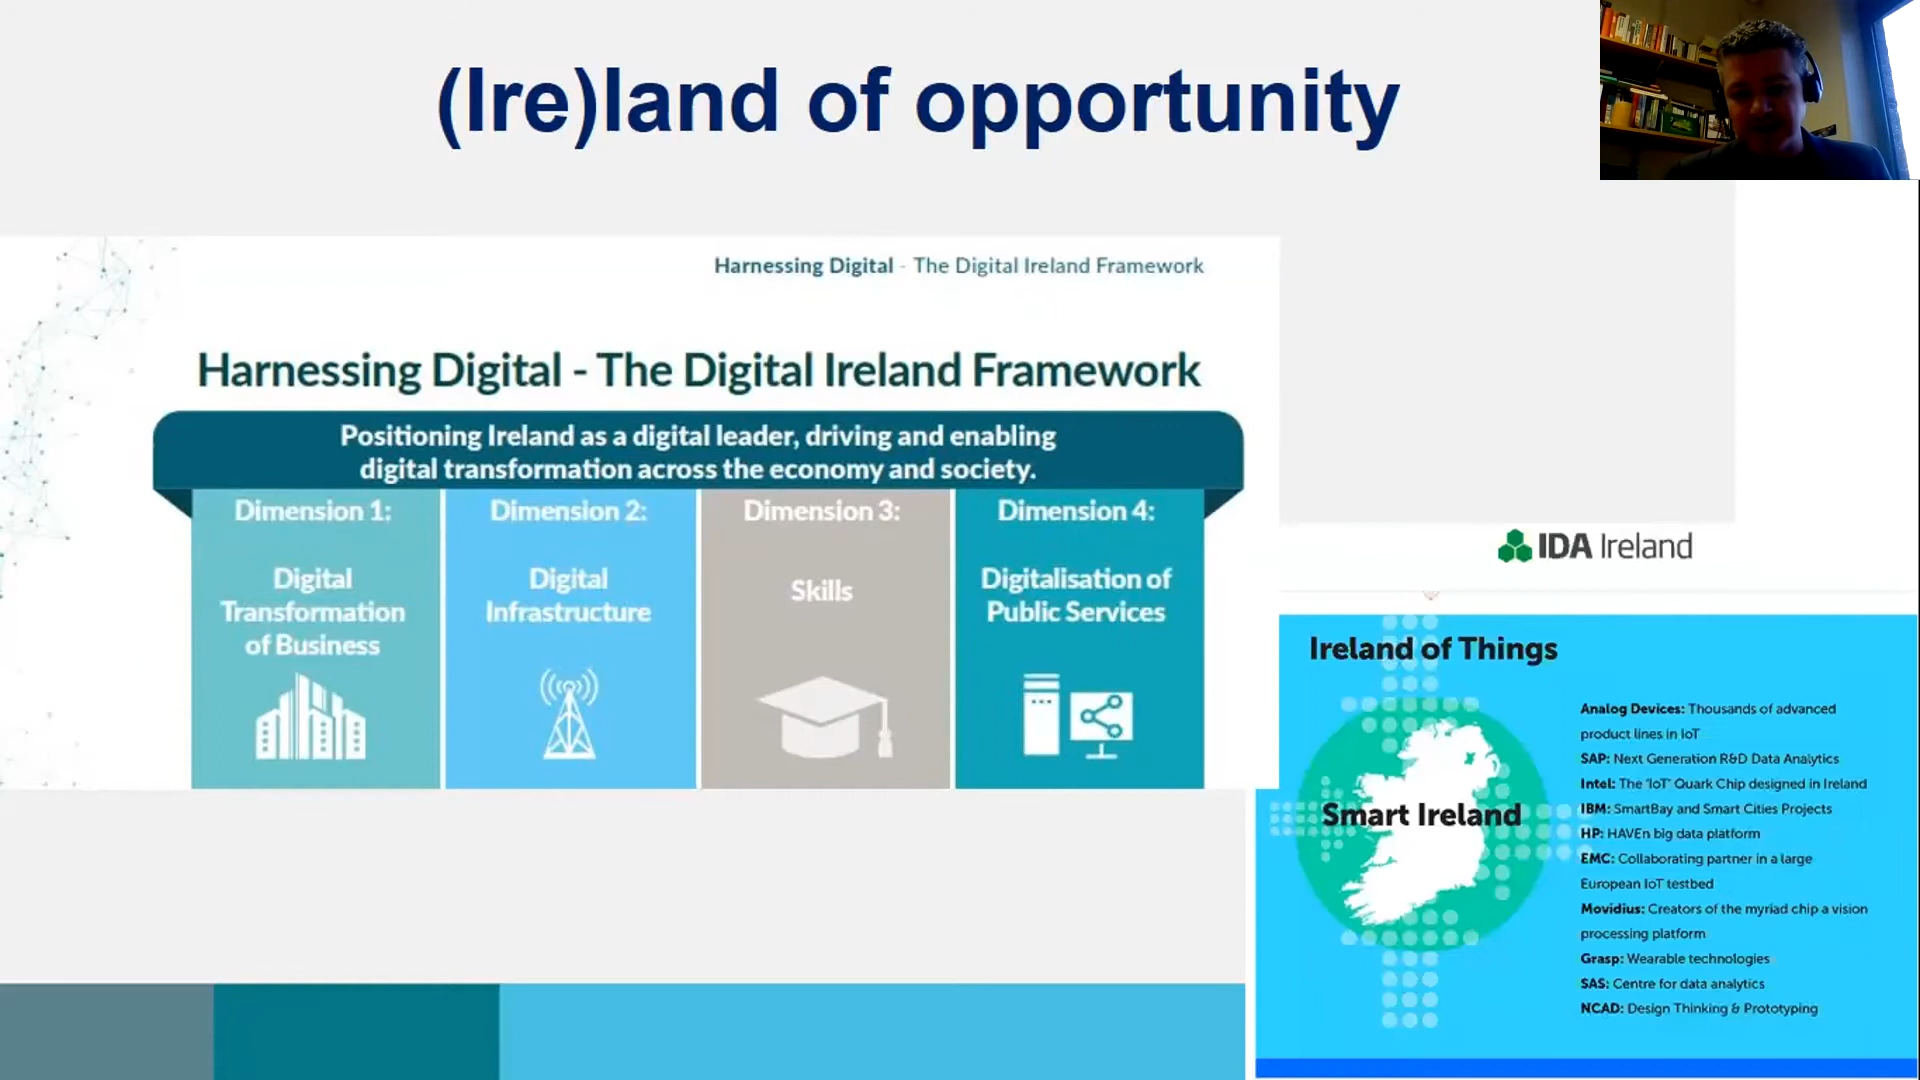 (Ire)land of opportunity
Harnessing Digital - The Digital Ireland Framework
Harnessing Digital - The Digital Ireland Framework
Positioning Ireland as a digital leader, driving and enabling
digital transformation across the economy and society.
Dimension 1:
Digital
Transformation
of Business
Dimension 2:
Digital
Infrastructure
Dimension 3:
Skills
Dimension 4:
Digitalisation of
Public Services
IDA Ireland
Ireland of Things
Smart Ireland
Analog Devices: Thousands of advanced
product lines in IoT
SAP: Next Generation R&D Data Analytics
Intel: The 'IoT' Quark Chip designed in Ireland
IBM: SmartBay and Smart Cities Projects
HP: HAVEn big data platform
EMC: Collaborating partner in a large
European IoT testbed
Movidius: Creators of the myriad chip a vision
processing platform
Grasp: Wearable technologies
SAS: Centre for data analytics
NCAD: Design Thinking & Prototyping